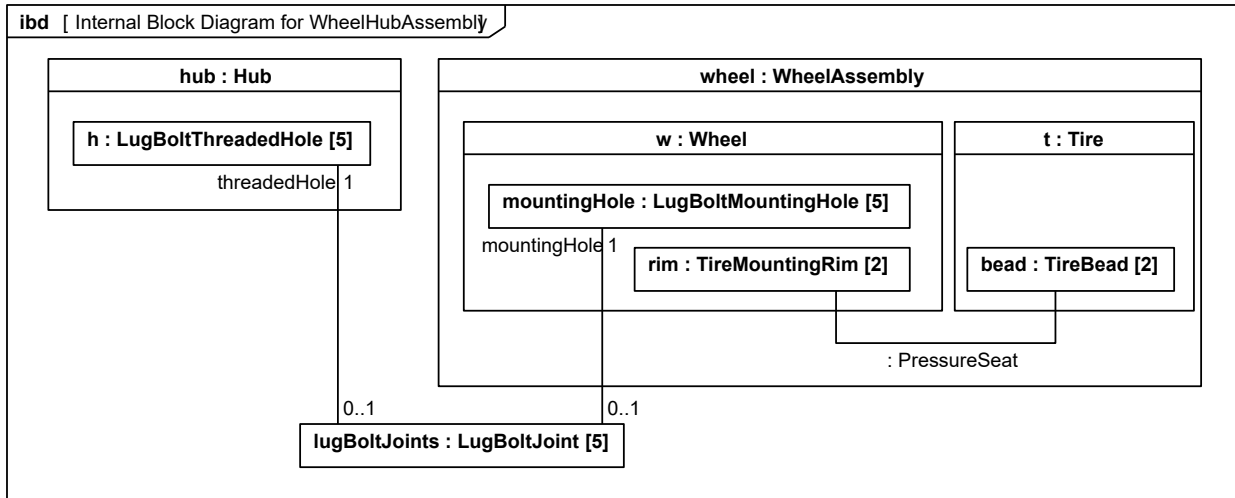 ibd [ Internal Block Diagram for WheelHubAssembly]
hub : Hub
wheel : WheelAssembly
h : LugBoltThreadedHole [5]
w : Wheel
t : Tire
threadedHole 1
mountingHole : LugBoltMountingHole [5]
mountingHole 1
rim : TireMountingRim [2]
bead : TireBead [2]
: PressureSeat
0..1
0..1
lugBoltJoints : LugBoltJoint [5]